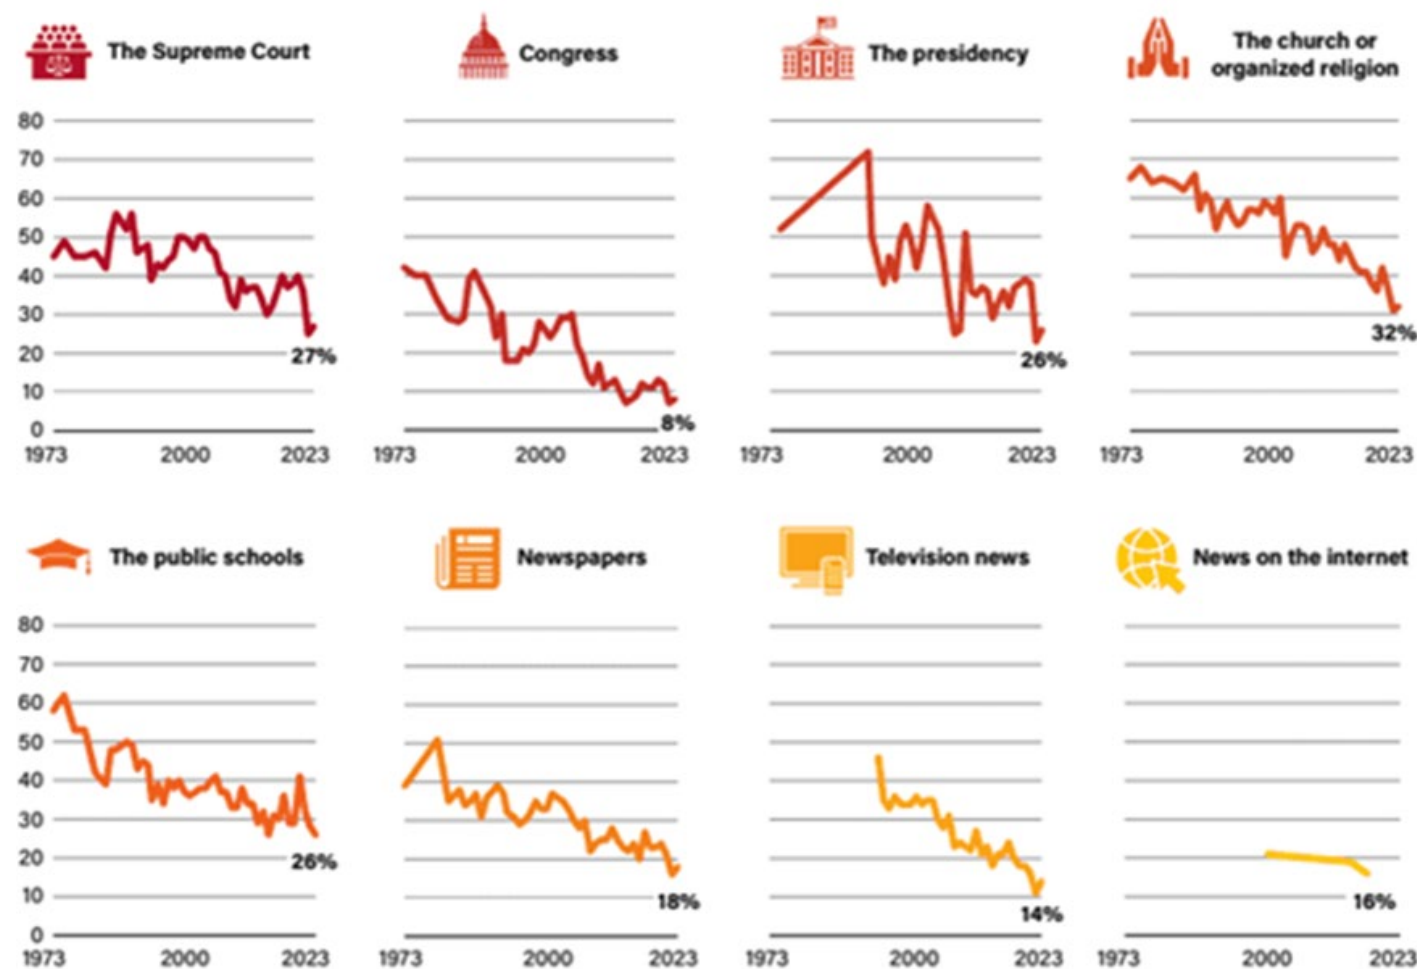 The Supreme Court
Congress
The presidency
The church or
organized religion
80
70
60
50
40
30
20
10
0
27%
8%
26%
32%
1973 2000 2023
1973 2000 2023
1973 2000 2023
1973 2000 2023
The public schools
Newspapers
Television news
News on the internet
80
70
60
50
40
30
20
10
0
26%
18%
14%
16%
1973 2000 2023
1973 2000 2023
1973 2000 2023
1973 2000 2023